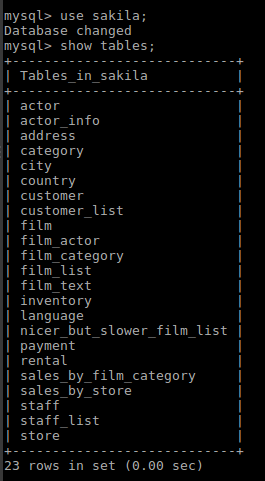 mysql> use sakila;
Database changed
mysql> show tables;
+----------------------------+
| Tables_in_sakila           |
+----------------------------+
| actor                      |
| actor_info                 |
| address                    |
| category                   |
| city                       |
| country                    |
| customer                   |
| customer_list              |
| film                       |
| film_actor                 |
| film_category              |
| film_list                  |
| film_text                  |
| inventory                  |
| language                   |
| nicer_but_slower_film_list |
| payment                    |
| rental                     |
| sales_by_film_category     |
| sales_by_store             |
| staff                      |
| staff_list                 |
| store                      |
+----------------------------+
23 rows in set (0.00 sec)